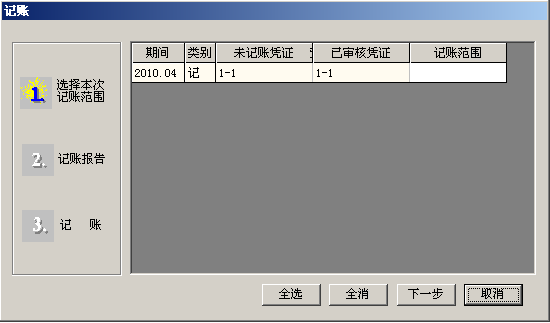 记账
1. 选择本次
记账范围
2. 记账报告
3. 记 账
期间 类别 未记账凭证 已审核凭证 记账范围
2010.04 记 1-1 1-1
全选 全消 下一步 取消